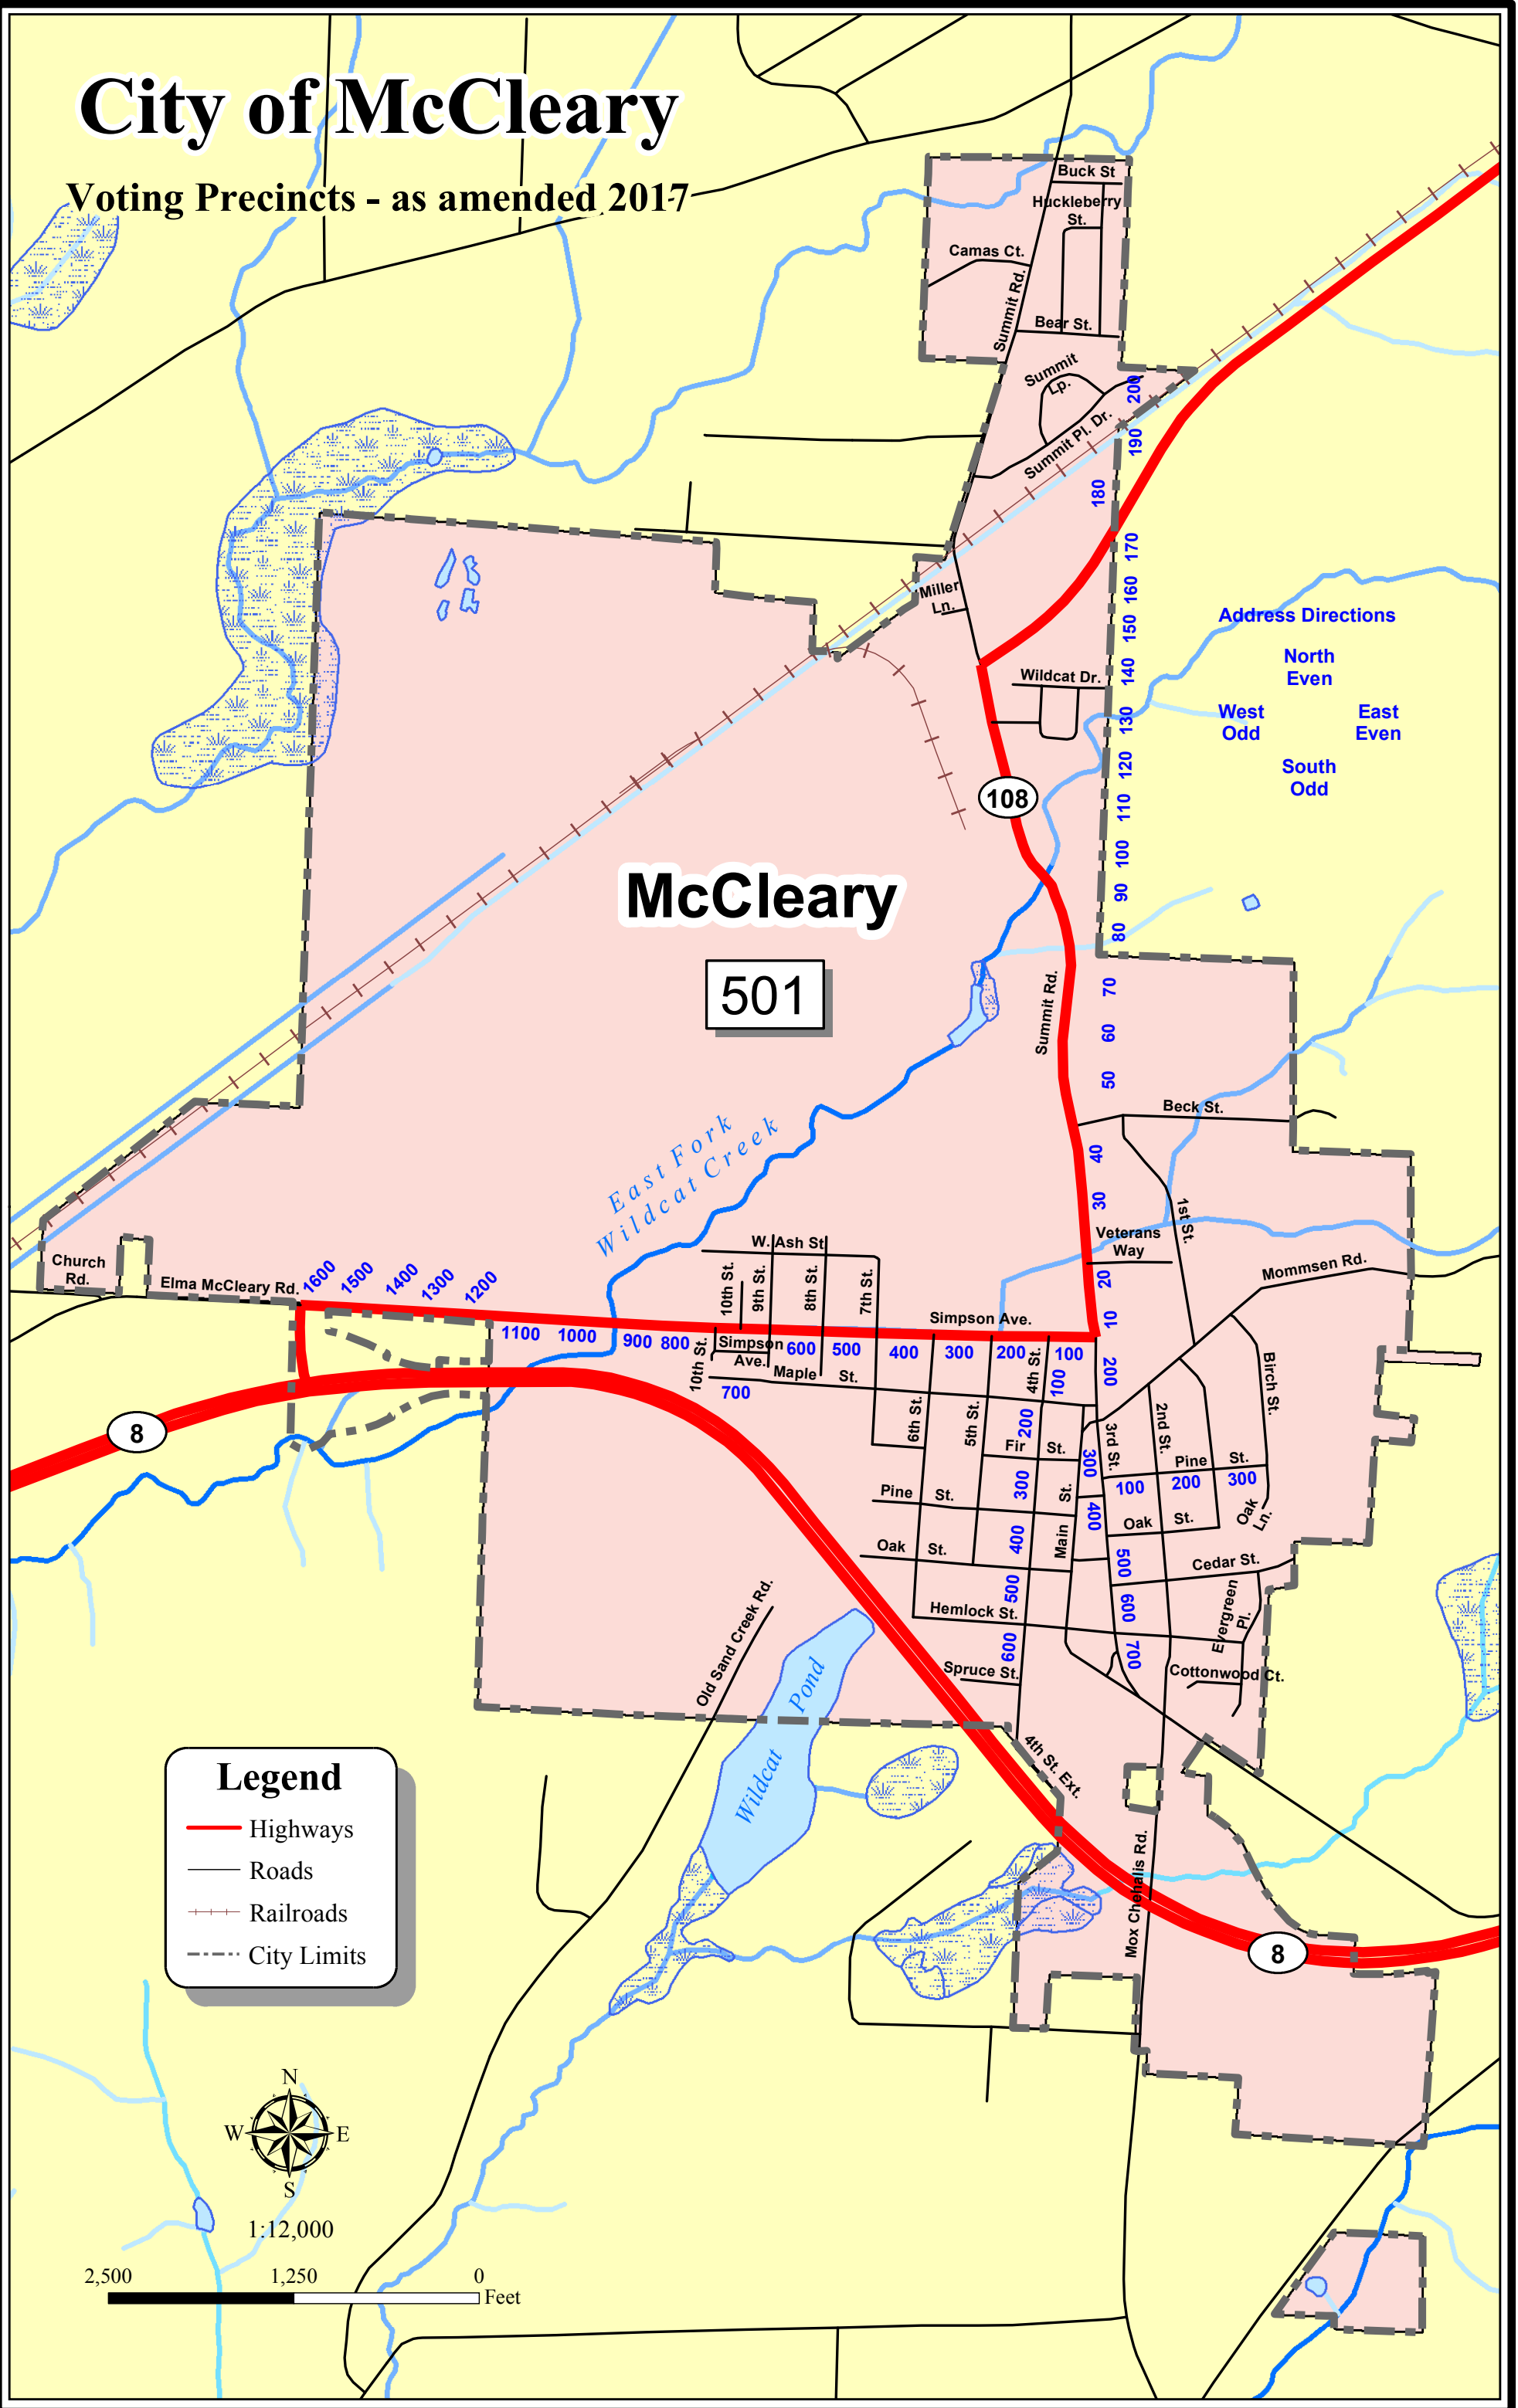 City of McCleary
Voting Precincts - as amended 2017
Buck St
Huckleberry
St.
Camas Ct.
Summit Rd.
Bear St.
Summit
Lp.
Summit Pl. Dr.
200
190
180
170
160
150
140
130
120
110
100
90
80
70
60
50
40
30
20
10
Miller
Ln.
Wildcat Dr.
Address Directions
North
Even
West
Odd
East
Even
South
Odd
108
McCleary
501
Summit Rd.
East Fork
Wildcat Creek
Beck St.
1st St.
Veterans
Way
Mommsen Rd.
Church
Rd.
Elma McCleary Rd.
1600
1500
1400
1300
1200
1100
1000
900
800
W. Ash St
10th St.
9th St.
8th St.
7th St.
Simpson Ave.
Simpson
Ave.
600
500
400
300
200
100
10th St.
Maple St.
700
4th St.
100
200
6th St.
5th St.
200
Fir St.
300
3rd St.
2nd St.
Birch St.
Pine St.
100
200
300
Pine St.
300
400
Oak St.
Oak
Ln.
Oak St.
400
Main St.
500
Cedar St.
500
600
Hemlock St.
Evergreen
Pl.
600
700
Spruce St.
Cottonwood Ct.
Old Sand Creek Rd.
Wildcat Pond
4th St. Ext.
Mox Chehalis Rd.
8
8
Legend
Highways
Roads
Railroads
City Limits
N
W
E
S
1:12,000
2,500
1,250
0
Feet